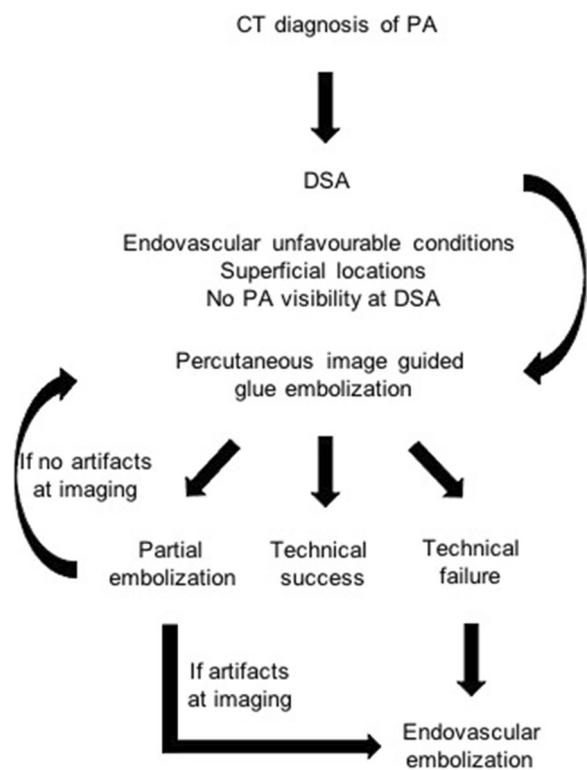 CT diagnosis of PA
DSA
Endovascular unfavourable conditions
Superficial locations
No PA visibility at DSA
Percutaneous image guided
glue embolization
If no artifacts
at imaging
Partial
embolization
Technical
success
Technical
failure
If artifacts
at imaging
Endovascular
embolization